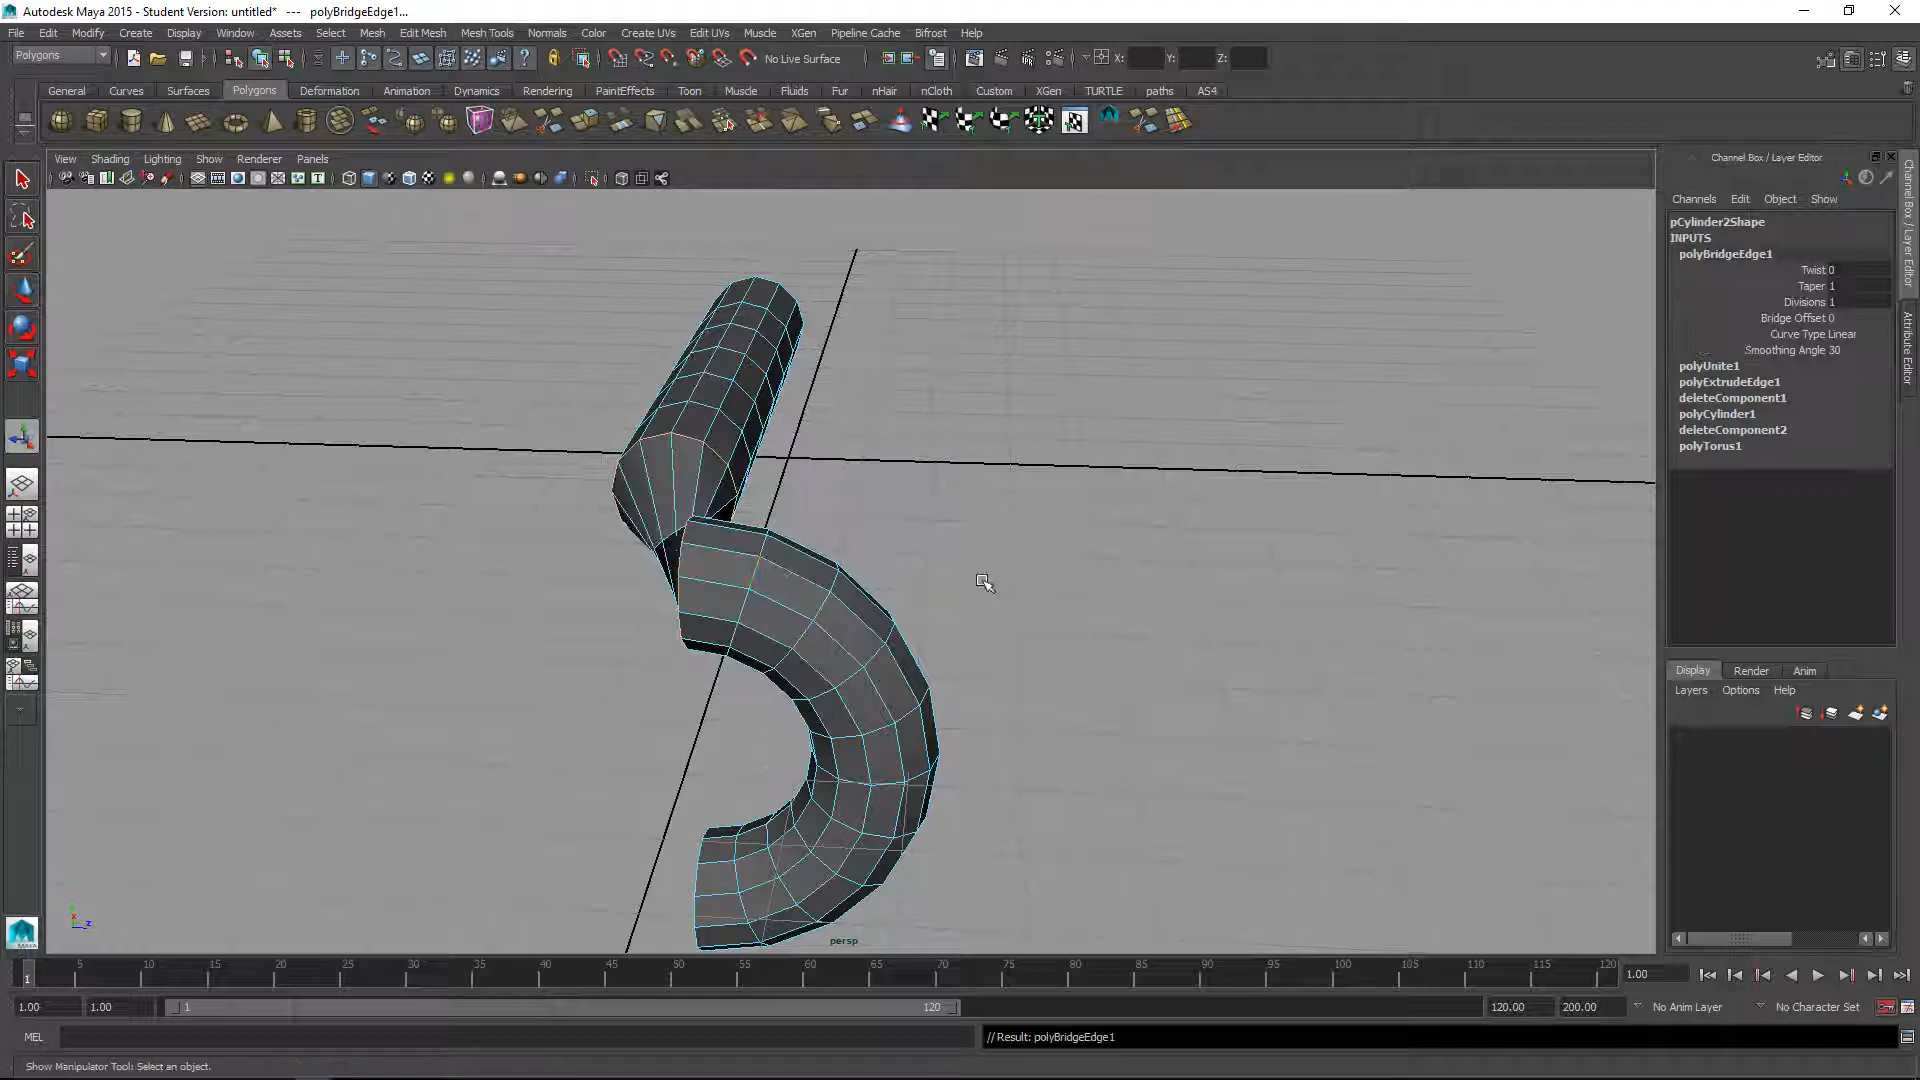 Autodesk Maya 2015 - Student Version: untitled* --- polyBridgeEdge1...
File Edit Modify Create Display Window Assets Select Mesh Edit Mesh Mesh Tools Normals Color Create UVs Edit UVs Muscle XGen Pipeline Cache Bifrost Help
Polygons No Live Surface X: Y: Z:
General Curves Surfaces Polygons Deformation Animation Dynamics Rendering PaintEffects Toon Muscle Fluids Fur nHair nCloth Custom XGen TURTLE paths AS4
View Shading Lighting Show Renderer Panels
Channel Box / Layer Editor
Channels Edit Object Show
pCylinder2Shape
INPUTS
polyBridgeEdge1
Twist 0
Taper 1
Divisions 1
Bridge Offset 0
Curve Type Linear
Smoothing Angle 30
polyUnite1
polyExtrudeEdge1
deleteComponent1
polyCylinder1
deleteComponent2
polyTorus1
Channel Box / Layer Editor
Attribute Editor
Display Render Anim
Layers Options Help
persp
z
MAYA
1 5 10 15 20 25 30 35 40 45 50 55 60 65 70 75 80 85 90 95 100 105 110 115 120
1.00
1.00 1.00 1 120 120.00 200.00 No Anim Layer No Character Set
MEL // Result: polyBridgeEdge1
Show Manipulator Tool: Select an object.